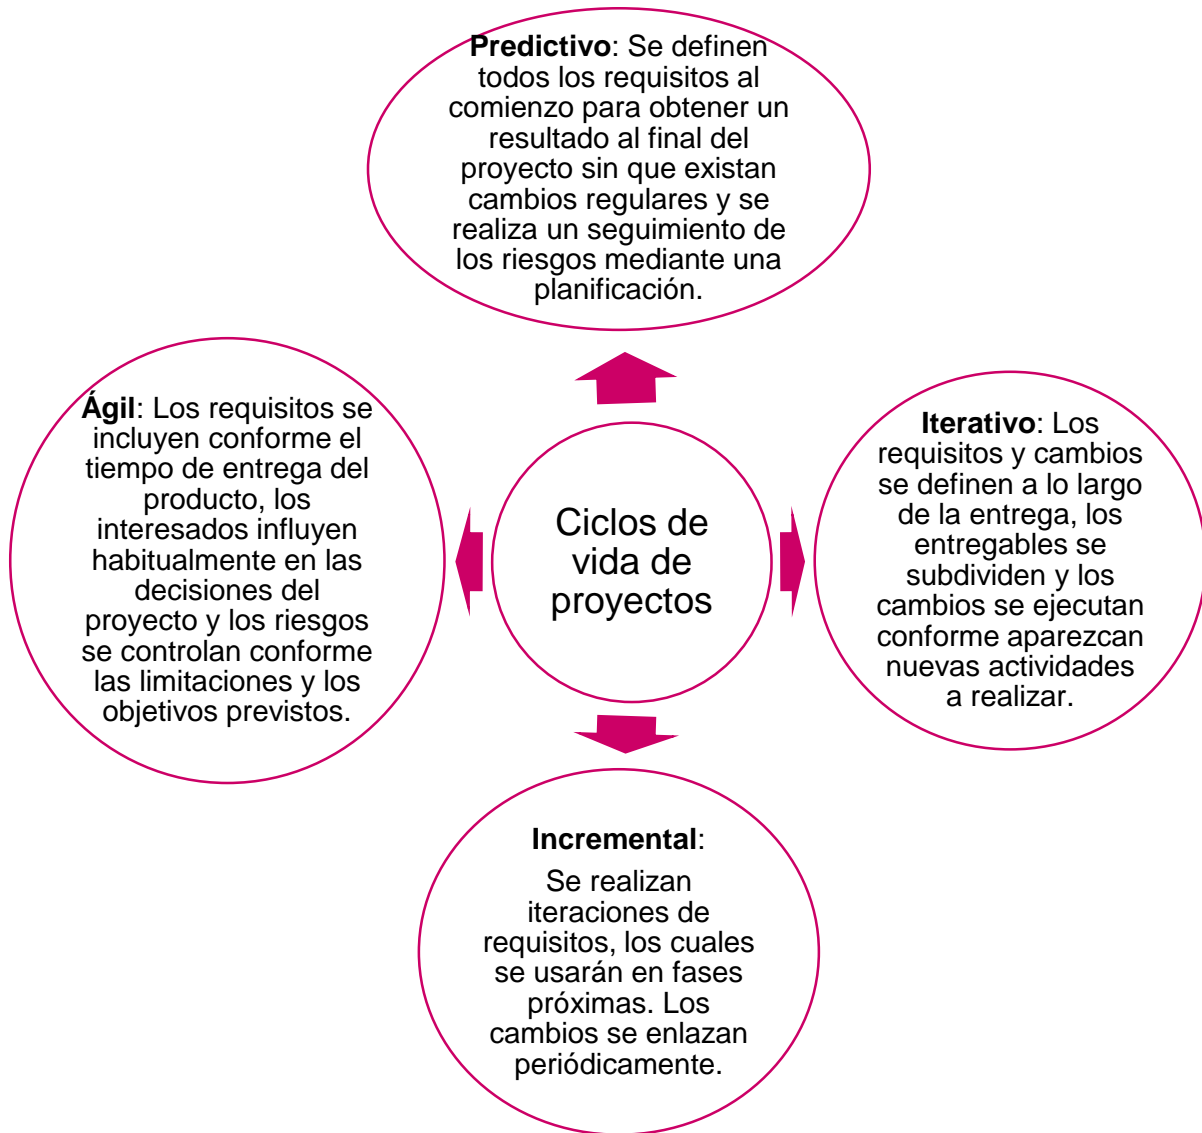 Predictivo: Se definen
todos los requisitos al
comienzo para obtener un
resultado al final del
proyecto sin que existan
cambios regulares y se
realiza un seguimiento de
los riesgos mediante una
planificación.
Ágil: Los requisitos se
incluyen conforme el
tiempo de entrega del
producto, los
interesados influyen
habitualmente en las
decisiones del
proyecto y los riesgos
se controlan conforme
las limitaciones y los
objetivos previstos.
Ciclos de
vida de
proyectos
Iterativo: Los
requisitos y cambios
se definen a lo largo
de la entrega, los
entregables se
subdividen y los
cambios se ejecutan
conforme aparezcan
nuevas actividades
a realizar.
Incremental:
Se realizan
iteraciones de
requisitos, los cuales
se usarán en fases
próximas. Los
cambios se enlazan
periódicamente.